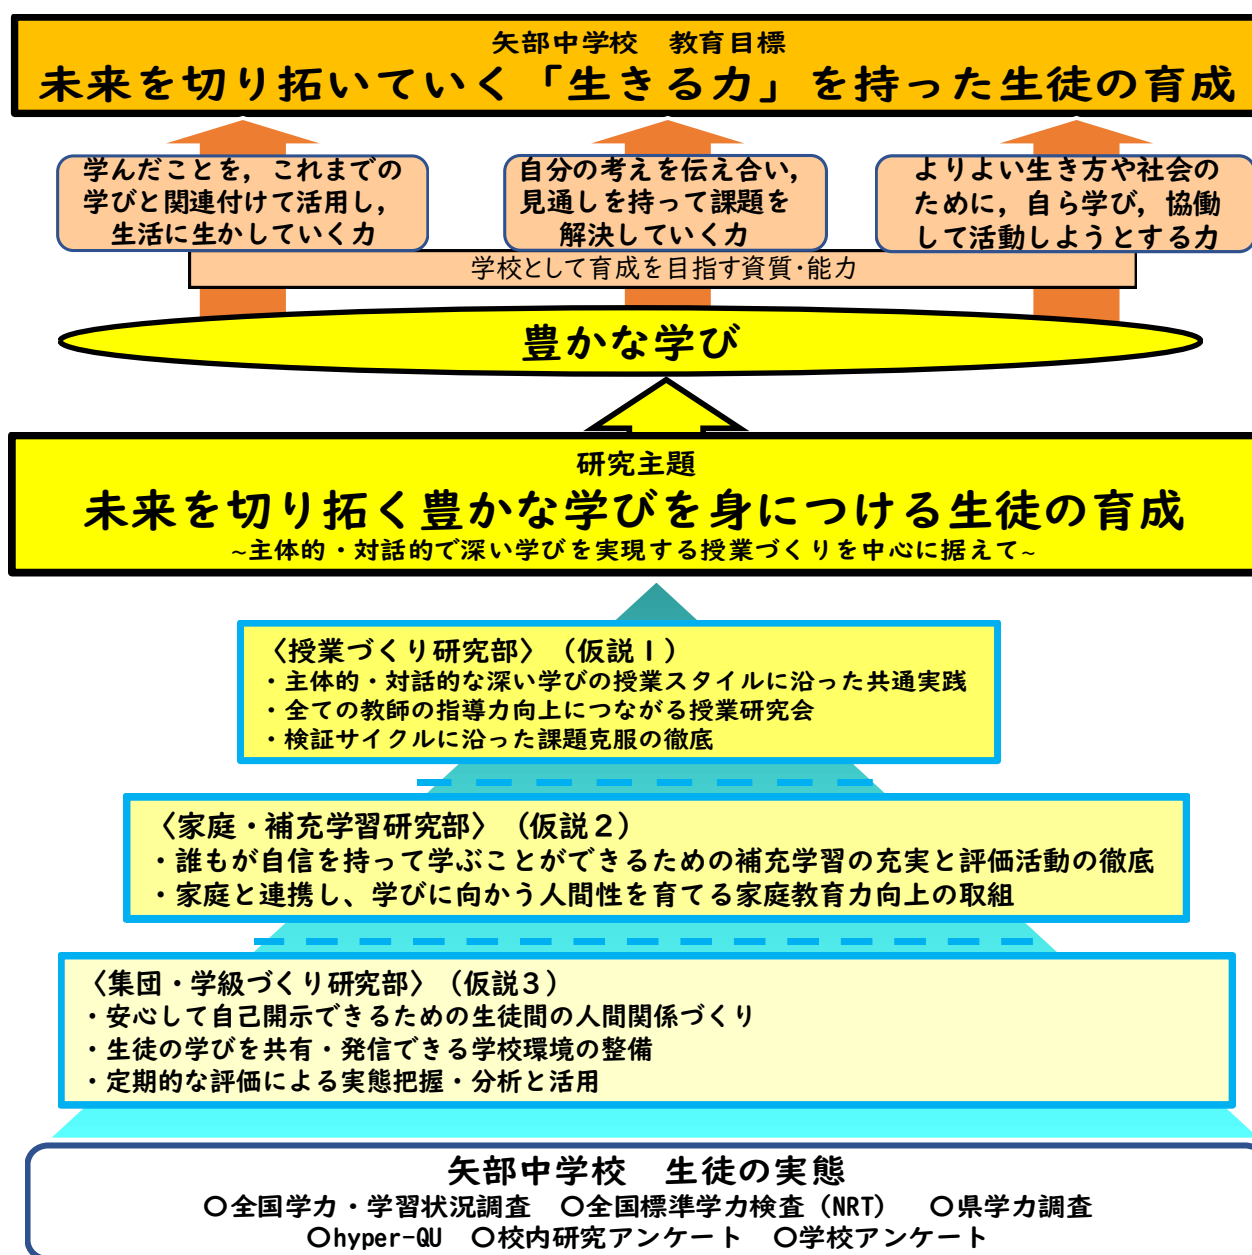 矢部中学校　教育目標
未来を切り拓いていく「生きる力」を持った生徒の育成
学んだことを，これまでの
学びと関連付けて活用し，
生活に生かしていく力
自分の考えを伝え合い，
見通しを持って課題を
解決していく力
よりよい生き方や社会の
ために，自ら学び，協働
して活動しようとする力
学校として育成を目指す資質・能力
豊かな学び
研究主題
未来を切り拓く豊かな学びを身につける生徒の育成
~主体的・対話的で深い学びを実現する授業づくりを中心に据えて~
〈授業づくり研究部〉（仮説１）
・主体的・対話的な深い学びの授業スタイルに沿った共通実践
・全ての教師の指導力向上につながる授業研究会
・検証サイクルに沿った課題克服の徹底
〈家庭・補充学習研究部〉（仮説２）
・誰もが自信を持って学ぶことができるための補充学習の充実と評価活動の徹底
・家庭と連携し、学びに向かう人間性を育てる家庭教育力向上の取組
〈集団・学級づくり研究部〉（仮説３）
・安心して自己開示できるための生徒間の人間関係づくり
・生徒の学びを共有・発信できる学校環境の整備
・定期的な評価による実態把握・分析と活用
矢部中学校　生徒の実態
○全国学力・学習状況調査　○全国標準学力検査（NRT）　○県学力調査
○hyper-QU　○校内研究アンケート　○学校アンケート